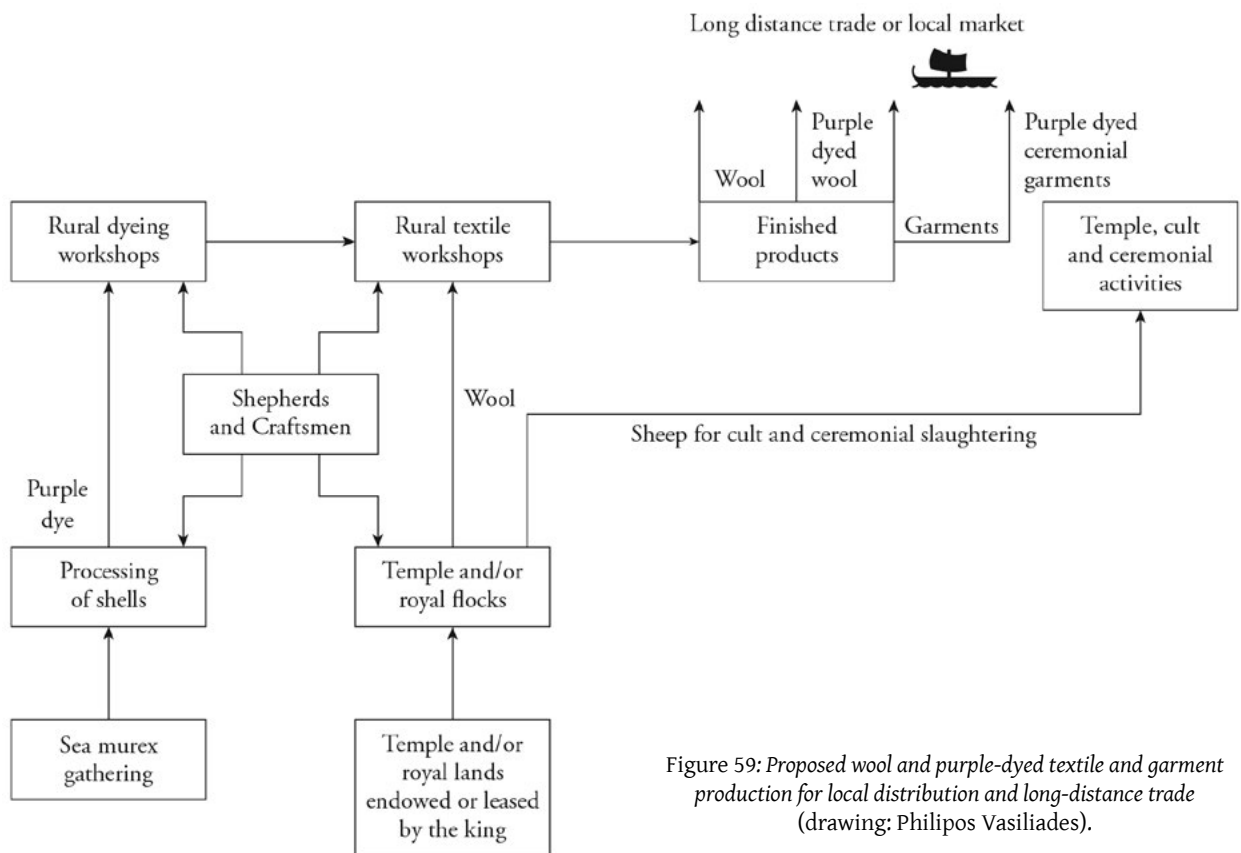 Long distance trade or local market
Wool
Purple
dyed
wool
Purple dyed
ceremonial
garments
Rural dyeing
workshops
Rural textile
workshops
Finished
products
Garments
Temple, cult
and ceremonial
activities
Shepherds
and Craftsmen
Wool
Sheep for cult and ceremonial slaughtering
Purple
dye
Processing
of shells
Temple and/or
royal flocks
Sea murex
gathering
Temple and/or
royal lands
endowed or leased
by the king
Figure 59: Proposed wool and purple-dyed textile and garment
production for local distribution and long-distance trade
(drawing: Philipos Vasiliades).